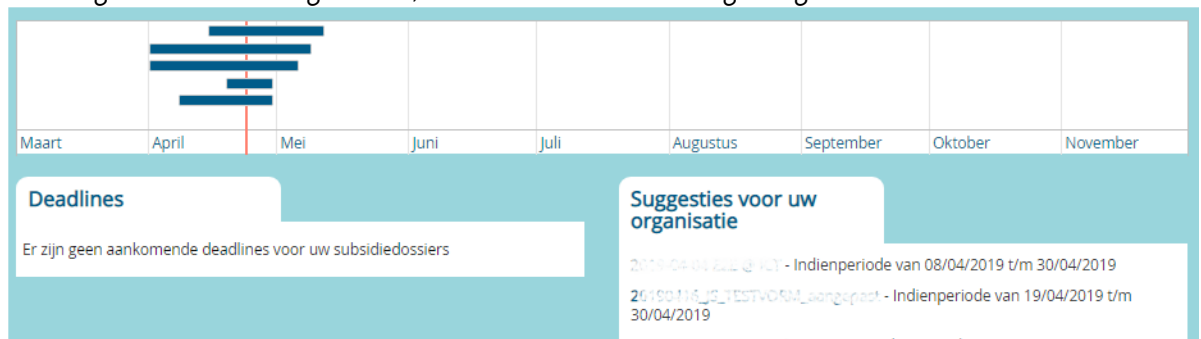 Maart April Mei Juni Juli Augustus September Oktober November
Deadlines
Er zijn geen aankomende deadlines voor uw subsidiedossiers
Suggesties voor uw
organisatie
- Indienperiode van 08/04/2019 t/m 30/04/2019
- Indienperiode van 19/04/2019 t/m
30/04/2019